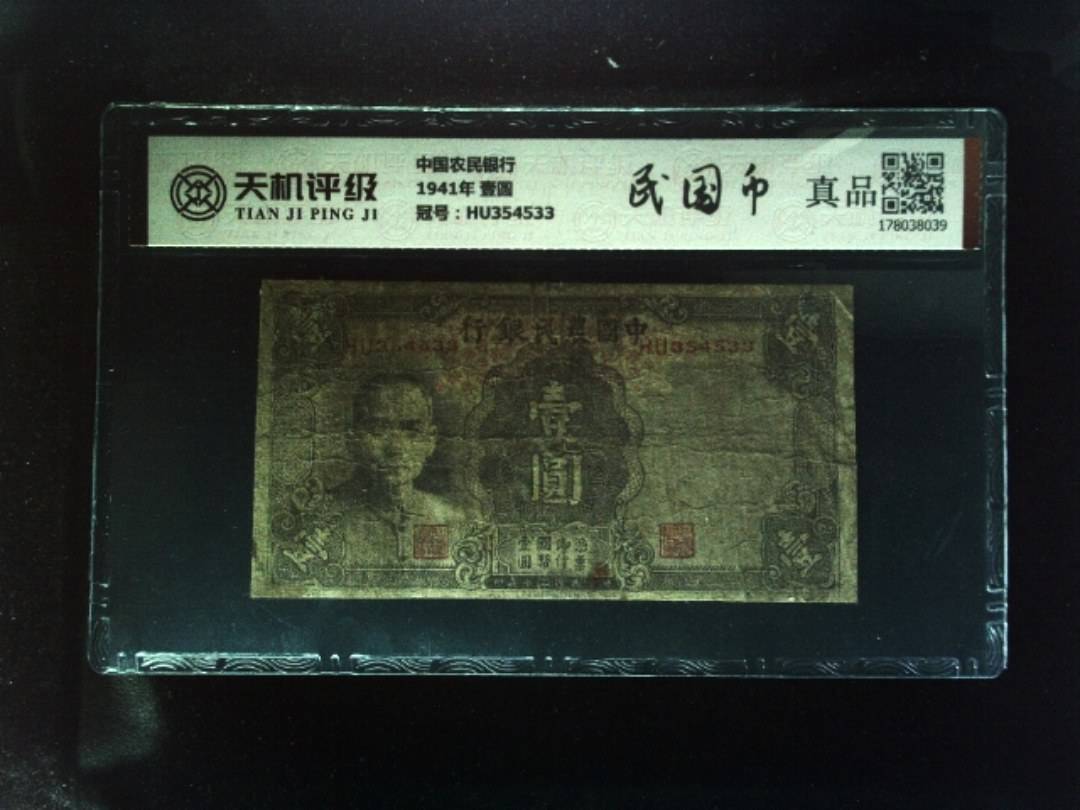 天机评级
TIAN JI PING JI
中国农民银行
1941年 壹圆
冠号：HU354533
民国币
真品
178038039
行銀民農國中
HU354533
HU354533
壹
圓